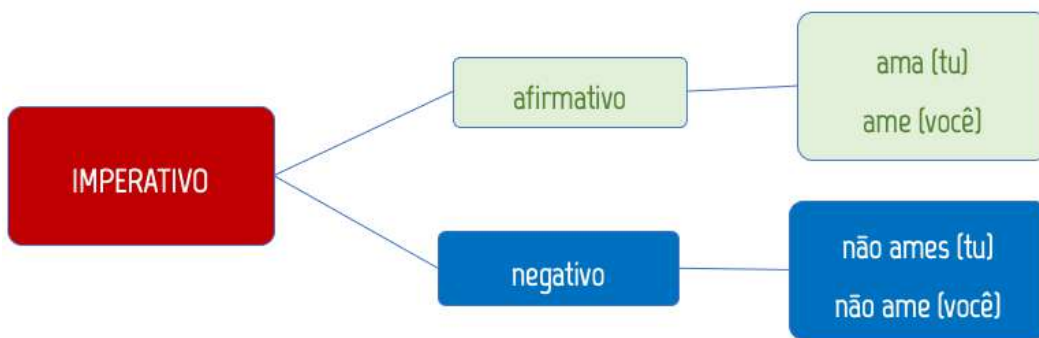 IMPERATIVO
afirmativo
ama (tu)
ame (você)
negativo
não ames (tu)
não ame (você)